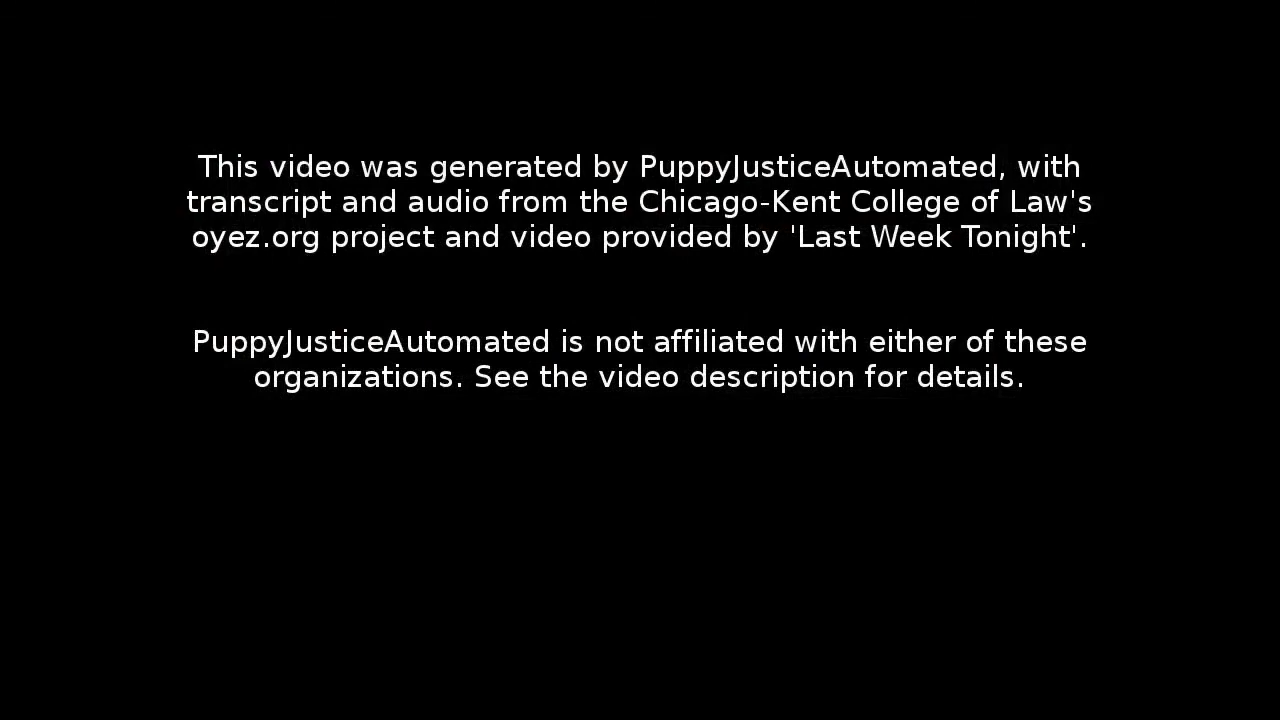 This video was generated by PuppyJusticeAutomated, with
transcript and audio from the Chicago-Kent College of Law's
oyez.org project and video provided by 'Last Week Tonight'.
PuppyJusticeAutomated is not affiliated with either of these
organizations. See the video description for details.